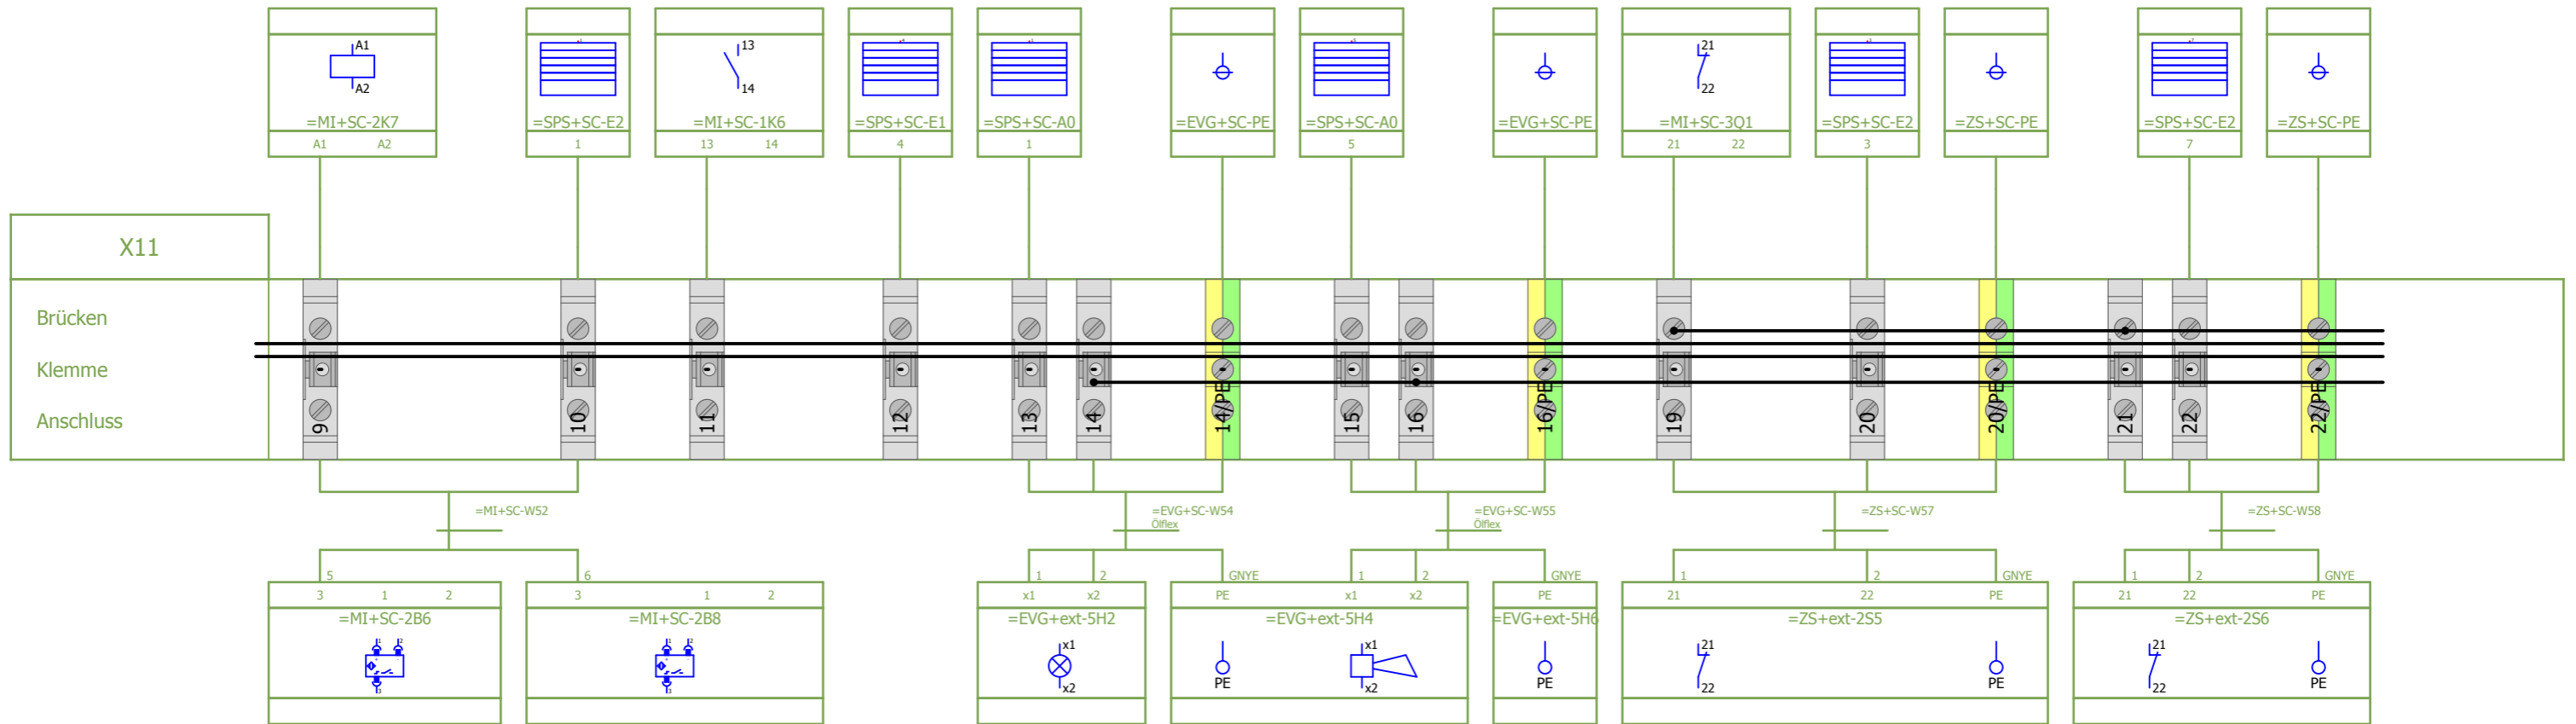 A1
A2
=MI+SC-2K7
A1 A2
=SPS+SC-E2
1
13
14
=MI+SC-1K6
13 14
=SPS+SC-E1
4
=SPS+SC-A0
1
=EVG+SC-PE
=SPS+SC-A0
5
=EVG+SC-PE
21
22
=MI+SC-3Q1
21 22
=SPS+SC-E2
3
=ZS+SC-PE
=SPS+SC-E2
7
=ZS+SC-PE
X11
Brücken
Klemme
Anschluss
9 10 11 12 13 14 14/PE 15 16 16/PE 19 20 20/PE 21 22 22/PE
=MI+SC-W52
=EVG+SC-W54
Ölflex
=EVG+SC-W55
Ölflex
=ZS+SC-W57
=ZS+SC-W58
5
3 1 2
=MI+SC-2B6
1 2
3
6
3 1 2
=MI+SC-2B8
1 2
3
1 2 GNYE
x1 x2
=EVG+ext-5H2
x1
x2
1 2
PE x1 x2
=EVG+ext-5H4
PE
x1
x2
GNYE
PE
=EVG+ext-5H6
PE
1 2 GNYE
21 22 PE
=ZS+ext-2S5
21
22
PE
1 2 GNYE
21 22 PE
=ZS+ext-2S6
21
22
PE